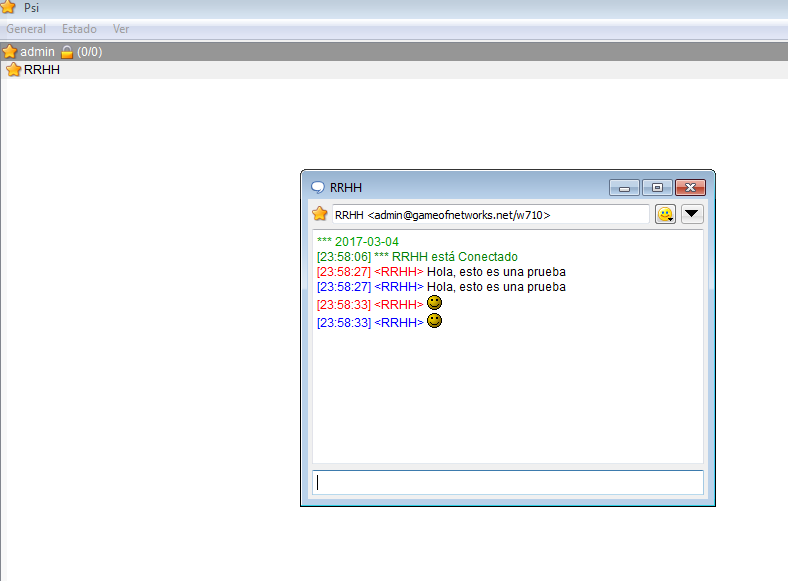 Psi
General Estado Ver
admin (0/0)
RRHH
RRHH
RRHH <admin@gameofnetworks.net/w710>
*** 2017-03-04
[23:58:06] *** RRHH está Conectado
[23:58:27] <RRHH> Hola, esto es una prueba
[23:58:27] <RRHH> Hola, esto es una prueba
[23:58:33] <RRHH>
[23:58:33] <RRHH>